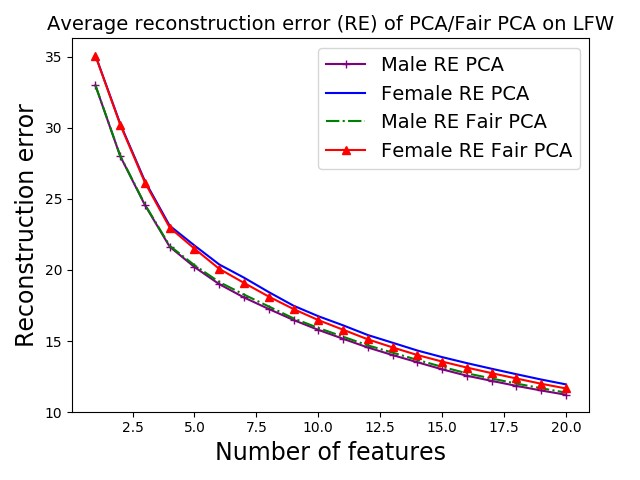 Average reconstruction error (RE) of PCA/Fair PCA on LFW
Male RE PCA
Female RE PCA
Male RE Fair PCA
Female RE Fair PCA
Reconstruction error
35
30
25
20
15
10
2.5 5.0 7.5 10.0 12.5 15.0 17.5 20.0
Number of features